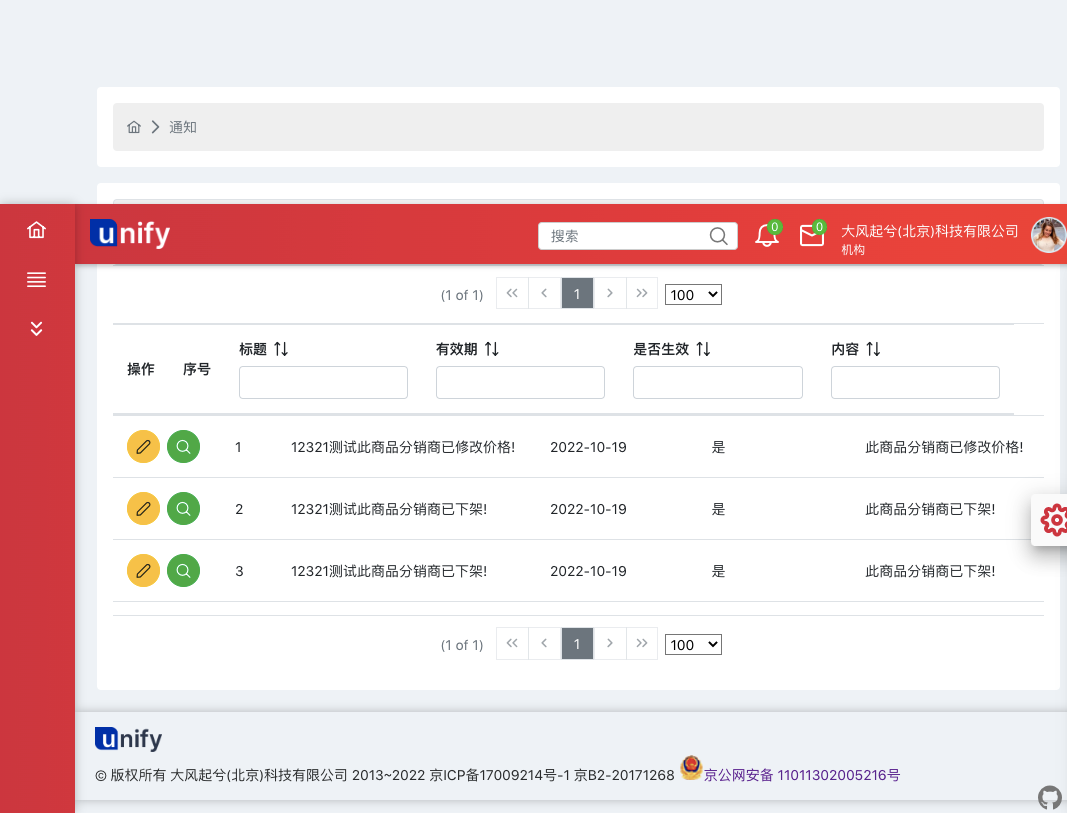 通知
unify
搜索
0
0
大风起兮(北京)科技有限公司
机构
(1 of 1)
1
100
操作 序号 标题 有效期 是否生效 内容
1 12321测试此商品分销商已修改价格! 2022-10-19 是 此商品分销商已修改价格!
2 12321测试此商品分销商已下架! 2022-10-19 是 此商品分销商已下架!
3 12321测试此商品分销商已下架! 2022-10-19 是 此商品分销商已下架!
(1 of 1)
1
100
unify
© 版权所有 大风起兮(北京)科技有限公司 2013~2022 京ICP备17009214号-1 京B2-20171268 京公网安备 11011302005216号